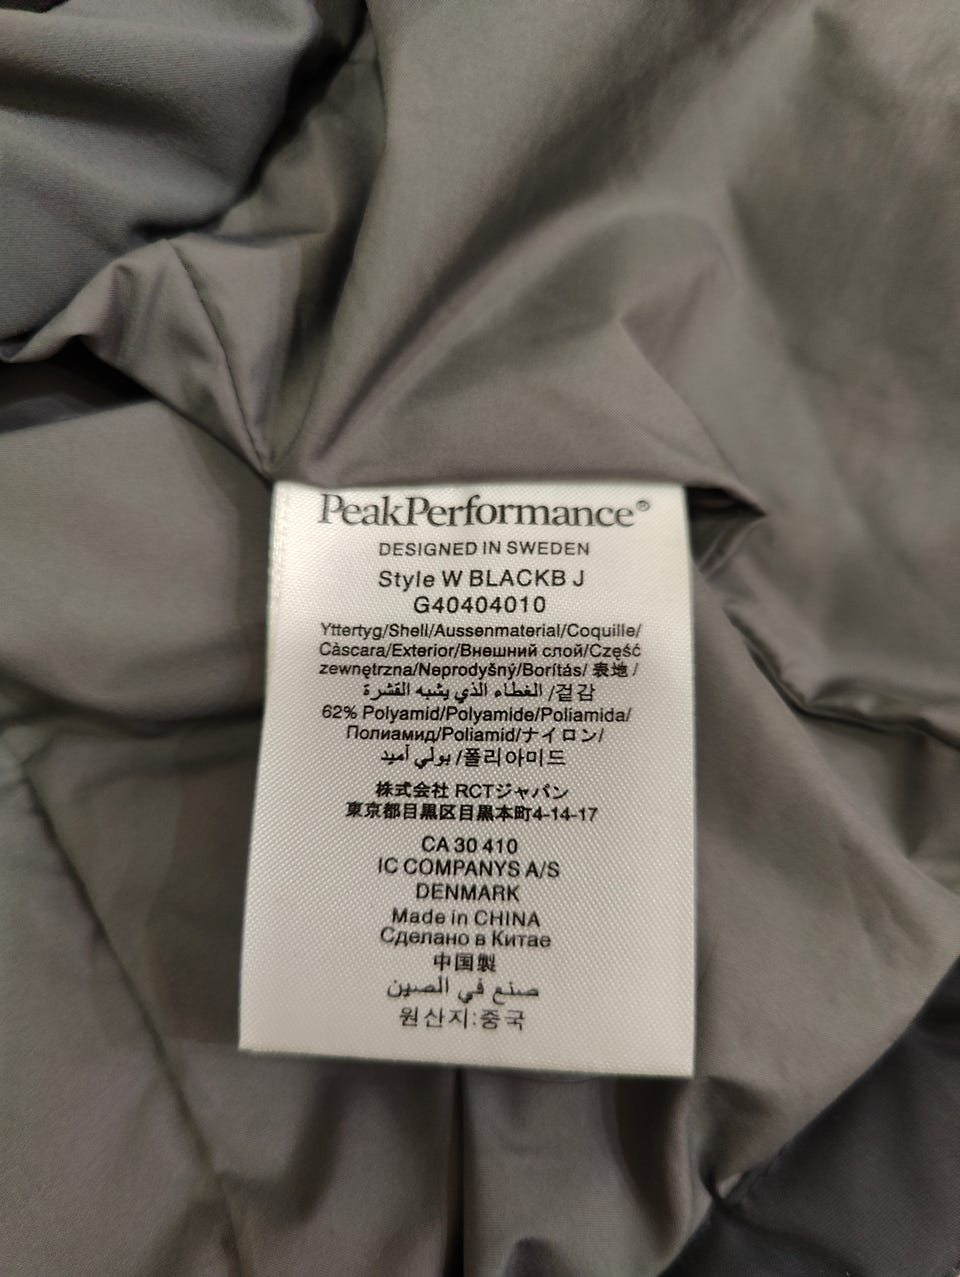 PeakPerformance®
DESIGNED IN SWEDEN
Style W BLACKB J
G40404010
Yttertyg/Shell/Aussenmaterial/Coquille/
Càscara/Exterior/Внешний слой/Część
zewnętrzna/Neprodyšný/Borítás/ 表地 /
الغطاء الذي يشبه القشرة /겉감
62% Polyamid/Polyamide/Poliamida/
Полиамид/Poliamid/ナイロン/
بولي أميد /폴리아미드
株式会社 RCTジャパン
東京都目黒区目黒本町4-14-17
CA 30 410
IC COMPANYS A/S
DENMARK
Made in CHINA
Сделано в Китае
中国製
صنع في الصين
원산지:중국